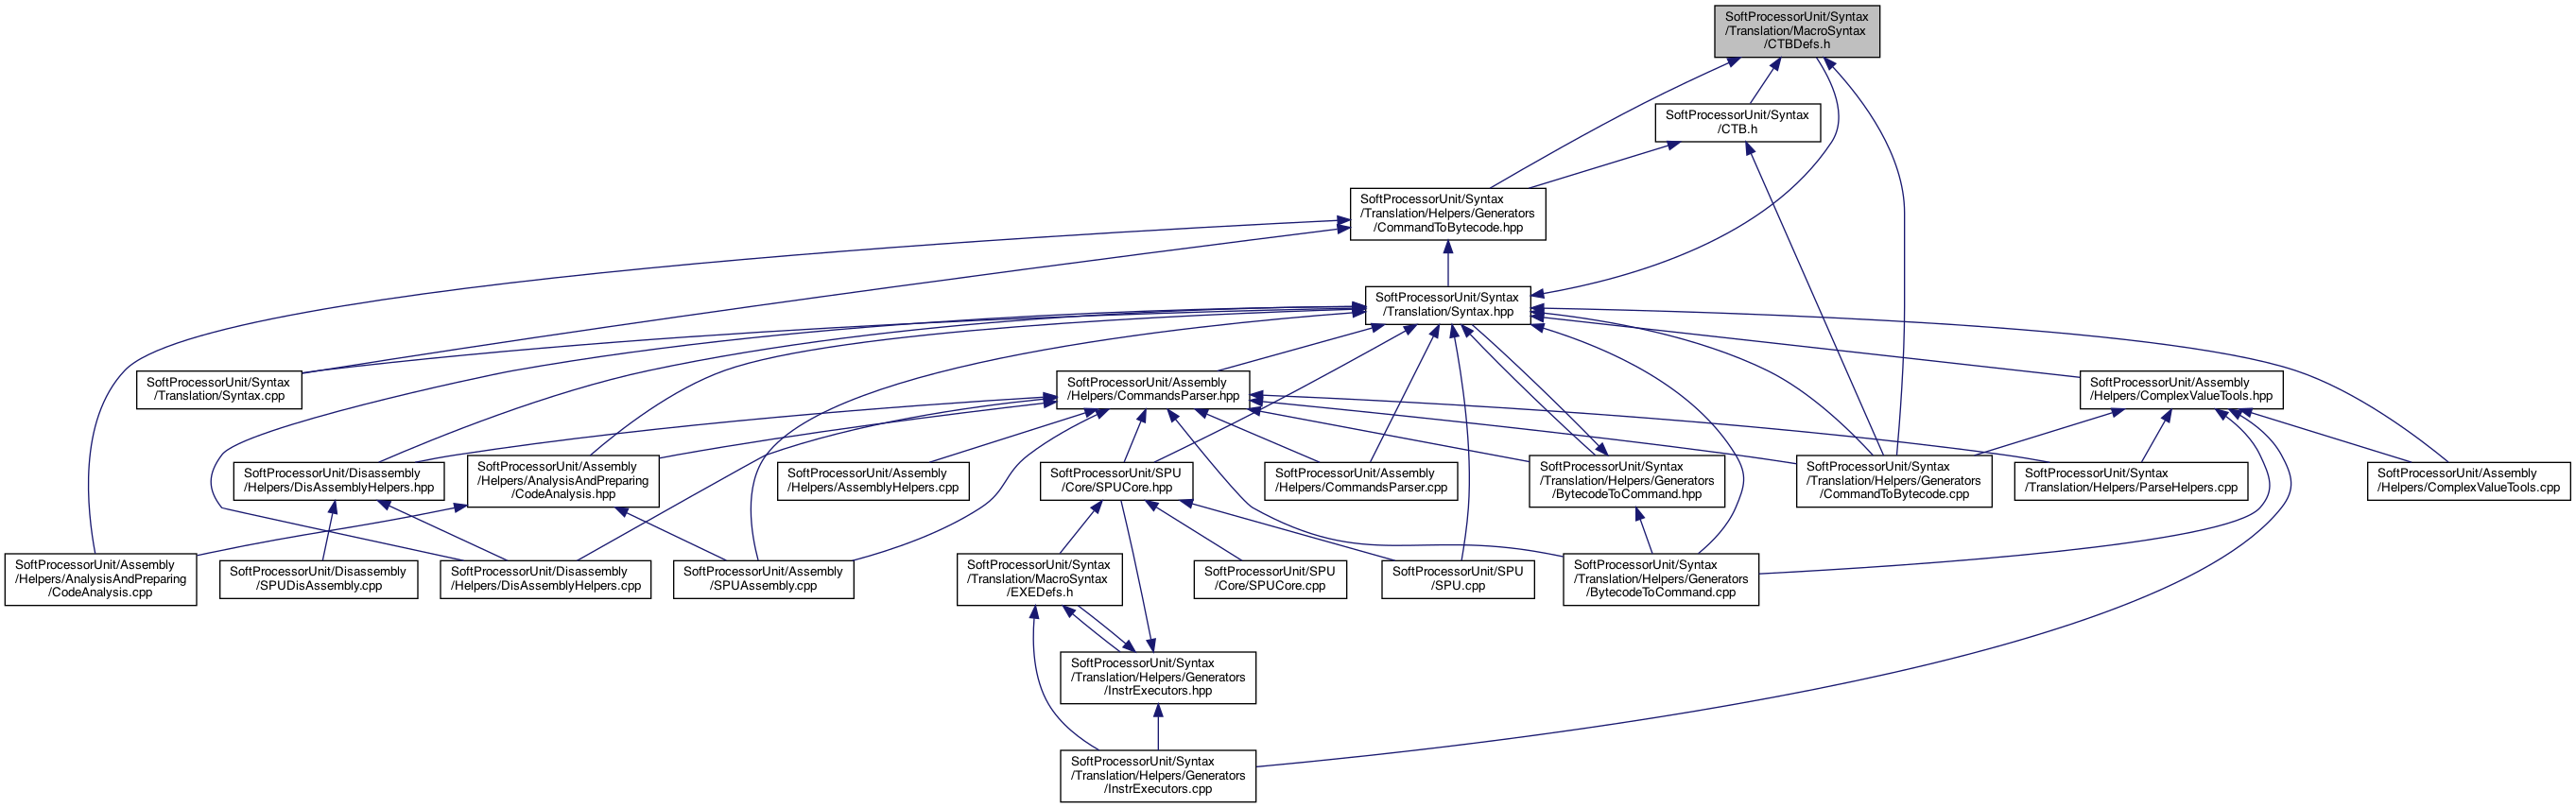 SoftProcessorUnit/Syntax
/Translation/MacroSyntax
/CTBDefs.h
SoftProcessorUnit/Syntax
/CTB.h
SoftProcessorUnit/Syntax
/Translation/Helpers/Generators
/CommandToBytecode.hpp
SoftProcessorUnit/Syntax
/Translation/Syntax.hpp
SoftProcessorUnit/Syntax
/Translation/Syntax.cpp
SoftProcessorUnit/Assembly
/Helpers/CommandsParser.hpp
SoftProcessorUnit/Assembly
/Helpers/ComplexValueTools.hpp
SoftProcessorUnit/Disassembly
/Helpers/DisAssemblyHelpers.hpp
SoftProcessorUnit/Assembly
/Helpers/AnalysisAndPreparing
/CodeAnalysis.hpp
SoftProcessorUnit/Assembly
/Helpers/AssemblyHelpers.cpp
SoftProcessorUnit/SPU
/Core/SPUCore.hpp
SoftProcessorUnit/Assembly
/Helpers/CommandsParser.cpp
SoftProcessorUnit/Syntax
/Translation/Helpers/Generators
/BytecodeToCommand.hpp
SoftProcessorUnit/Syntax
/Translation/Helpers/Generators
/CommandToBytecode.cpp
SoftProcessorUnit/Syntax
/Translation/Helpers/ParseHelpers.cpp
SoftProcessorUnit/Assembly
/Helpers/ComplexValueTools.cpp
SoftProcessorUnit/Assembly
/Helpers/AnalysisAndPreparing
/CodeAnalysis.cpp
SoftProcessorUnit/Disassembly
/SPUDisAssembly.cpp
SoftProcessorUnit/Disassembly
/Helpers/DisAssemblyHelpers.cpp
SoftProcessorUnit/Assembly
/SPUAssembly.cpp
SoftProcessorUnit/Syntax
/Translation/MacroSyntax
/EXEDefs.h
SoftProcessorUnit/SPU
/Core/SPUCore.cpp
SoftProcessorUnit/SPU
/SPU.cpp
SoftProcessorUnit/Syntax
/Translation/Helpers/Generators
/BytecodeToCommand.cpp
SoftProcessorUnit/Syntax
/Translation/Helpers/Generators
/InstrExecutors.hpp
SoftProcessorUnit/Syntax
/Translation/Helpers/Generators
/InstrExecutors.cpp